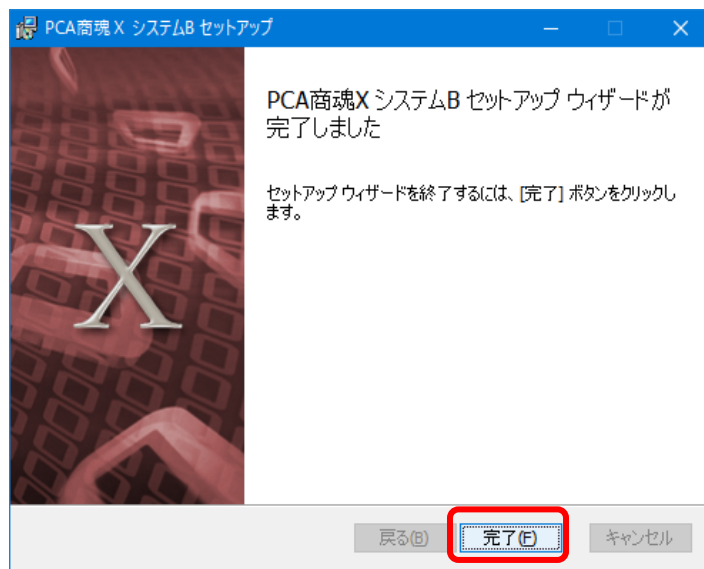 PCA商魂X システムB セットアップ
PCA商魂X システムB セットアップ ウィザードが
完了しました
セットアップ ウィザードを終了するには、[完了] ボタンをクリックし
ます。
X
戻る(B) 完了(F) キャンセル